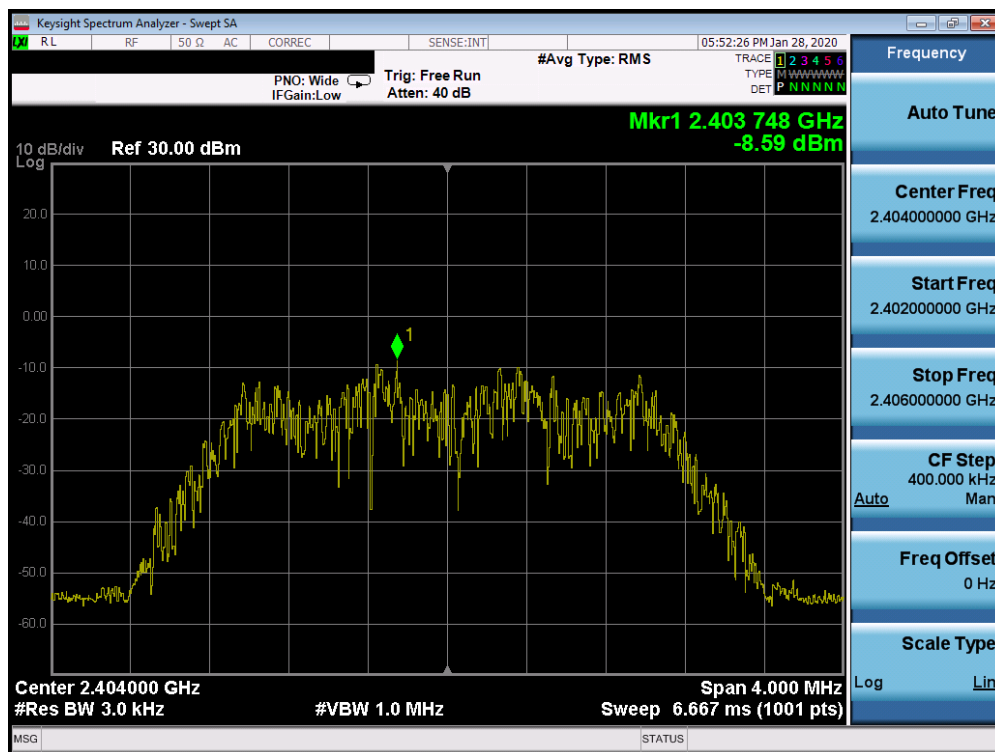 Keysight Spectrum Analyzer - Swept SA
LXI RL RF 50 Ω AC CORREC SENSE:INT 05:52:26 PM Jan 28, 2020
#Avg Type: RMS
TRACE 1 2 3 4 5 6
PNO: Wide Trig: Free Run TYPE M WWWWW
IFGain:Low Atten: 40 dB DET P N N N N N
Mkr1 2.403 748 GHz
-8.59 dBm
10 dB/div Ref 30.00 dBm
Log
20.0
10.0
0.00
1
-10.0
-20.0
-30.0
-40.0
-50.0
-60.0
Center 2.404000 GHz Span 4.000 MHz
#Res BW 3.0 kHz #VBW 1.0 MHz Sweep 6.667 ms (1001 pts)
MSG STATUS
Frequency
Auto Tune
Center Freq
2.404000000 GHz
Start Freq
2.402000000 GHz
Stop Freq
2.406000000 GHz
CF Step
400.000 kHz
Auto Man
Freq Offset
0 Hz
Scale Type
Log Lin